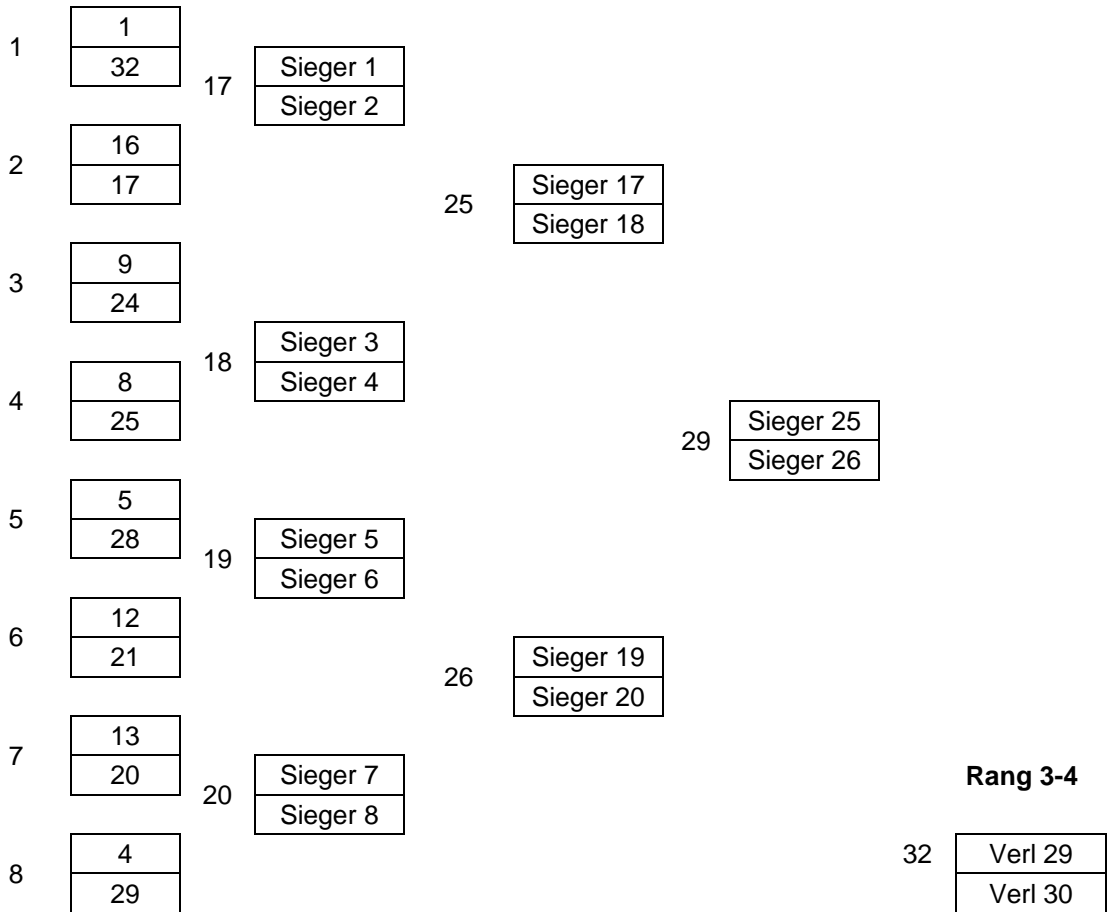 1
1
32
17
Sieger 1
Sieger 2
2
16
17
25
Sieger 17
Sieger 18
3
9
24
18
Sieger 3
Sieger 4
4
8
25
29
Sieger 25
Sieger 26
5
5
28
19
Sieger 5
Sieger 6
6
12
21
26
Sieger 19
Sieger 20
7
13
20
20
Sieger 7
Sieger 8
Rang 3-4
8
4
29
32
Verl 29
Verl 30